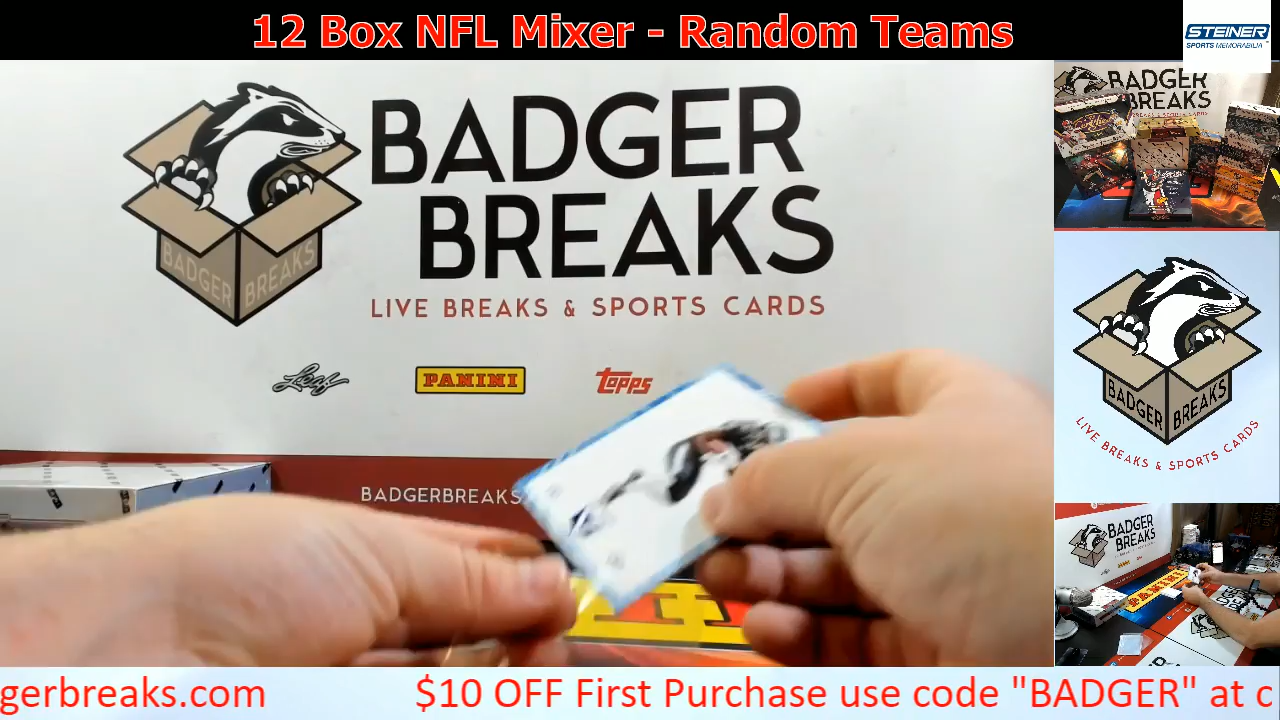 12 Box NFL Mixer - Random Teams
STEINER
SPORTS MEMORABILIA
BADGER
BREAKS
LIVE BREAKS & SPORTS CARDS
BADGER BREAKS
Leaf
PANINI
TOPPS
BADGERBREAKS
BADGER
BREAKS
BADGER BREAKS
LIVE BREAKS & SPORTS CARDS
BADGER
BREAKS
PANINI
gerbreaks.com
$10 OFF First Purchase use code "BADGER" at c